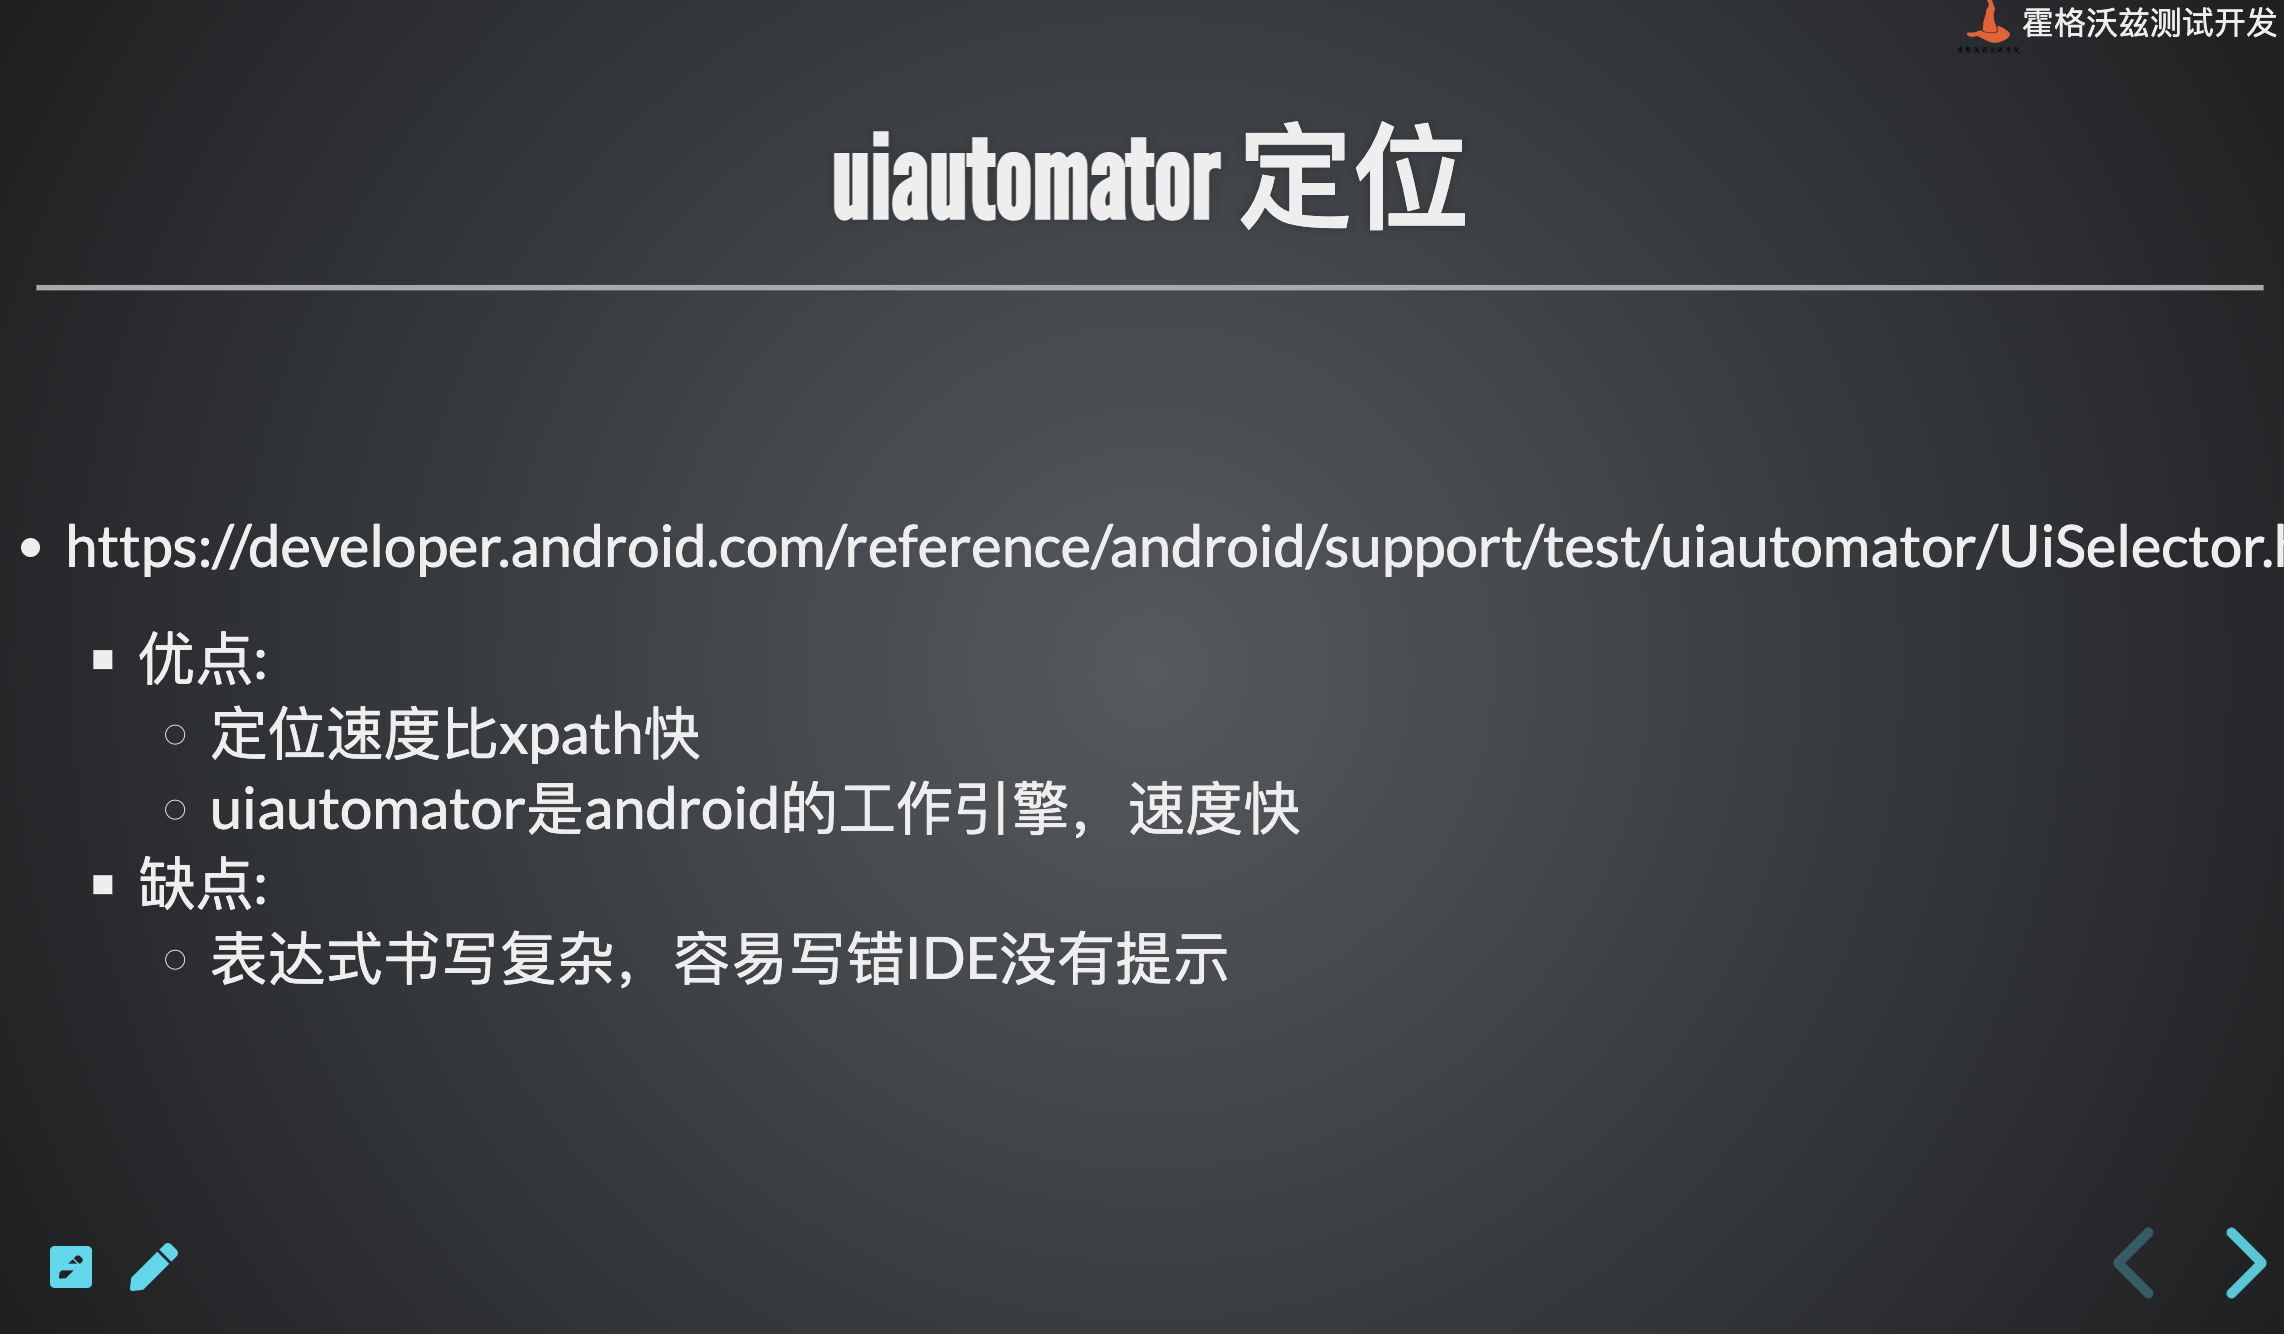 霍格沃兹测试开发
uiautomator 定位
• https://developer.android.com/reference/android/support/test/uiautomator/UiSelector.h
▪ 优点:
○ 定位速度比xpath快
○ uiautomator是android的工作引擎，速度快
▪ 缺点:
○ 表达式书写复杂，容易写错IDE没有提示